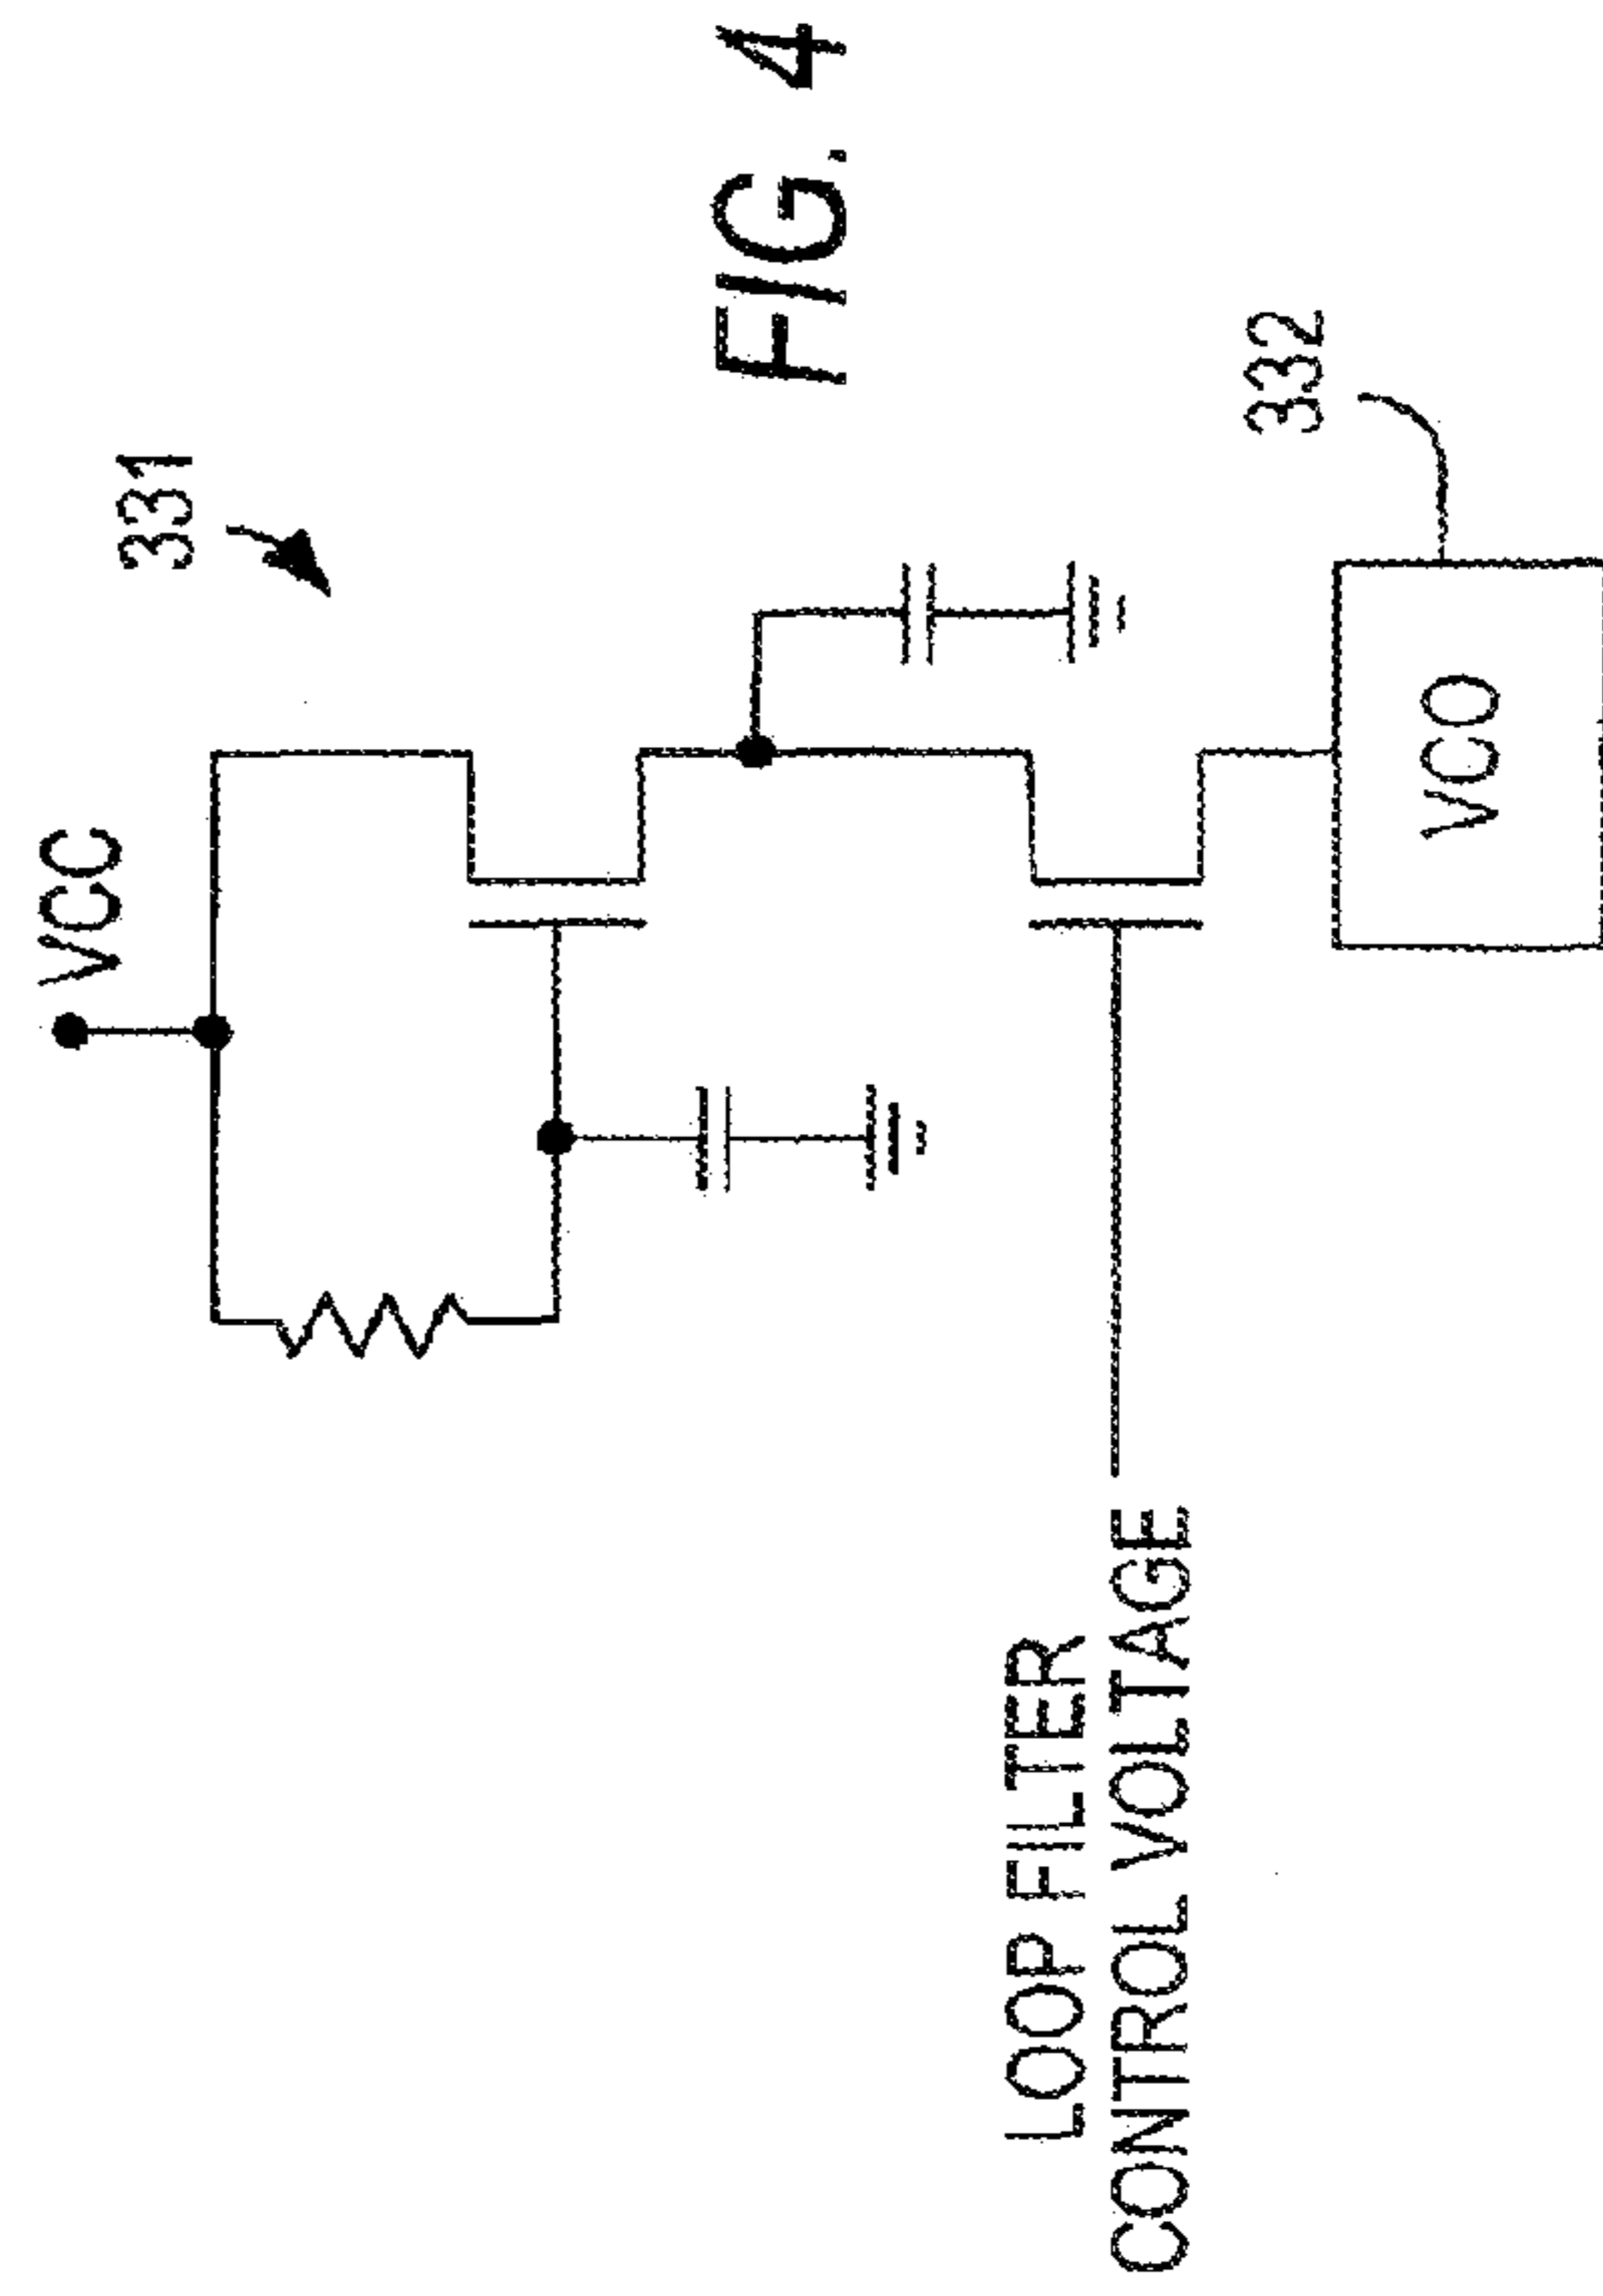 VCC
331
FIG. 4
LOOP FILTER
CONTROL VOLTAGE
VCO
332